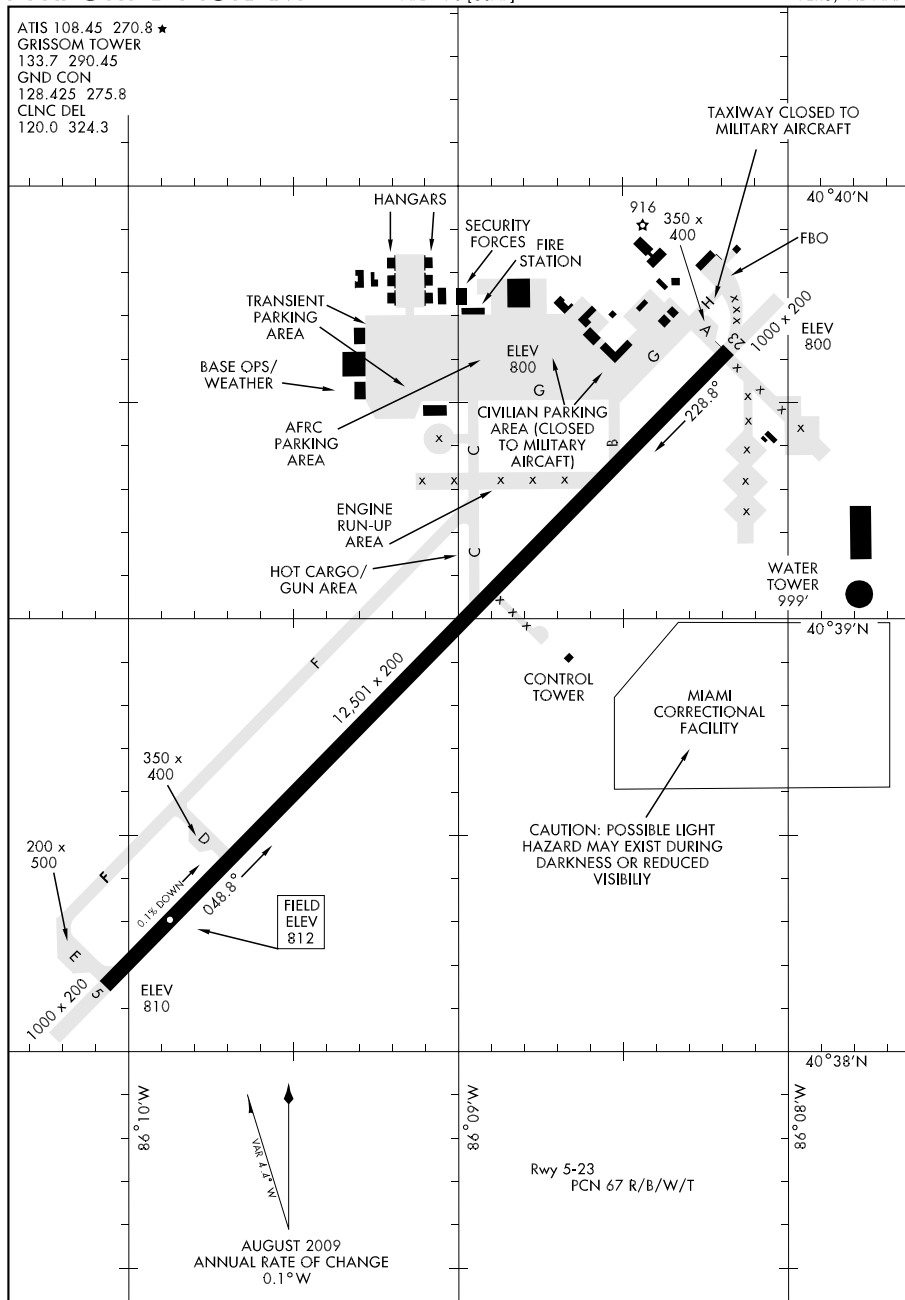 ATIS 108.45 270.8 ★
GRISSOM TOWER
133.7 290.45
GND CON
128.425 275.8
CLNC DEL
120.0 324.3
TAXIWAY CLOSED TO
MILITARY AIRCRAFT
40°40'N
HANGARS
SECURITY
FORCES
FIRE
STATION
916
350 x
400
FBO
TRANSIENT
PARKING
AREA
H
A
x
x
x
23
1000 x 200
ELEV
800
BASE OPS/
WEATHER
ELEV
800
G
G
228.8°
x
x
x
x
x
x
x
x
x
AFRC
PARKING
AREA
CIVILIAN PARKING
AREA (CLOSED
TO MILITARY
AIRCAFT)
B
x
C
x x x x x
ENGINE
RUN-UP
AREA
C
HOT CARGO/
GUN AREA
WATER
TOWER
999'
x
x
x
40°39'N
F
12,501 x 200
CONTROL
TOWER
MIAMI
CORRECTIONAL
FACILITY
350 x
400
D
CAUTION: POSSIBLE LIGHT
HAZARD MAY EXIST DURING
DARKNESS OR REDUCED
VISIBILIY
200 x
500
F
0.1% DOWN
048.8°
FIELD
ELEV
812
E
5
1000 x 200
ELEV
810
40°38'N
86°10'W
86°09'W
86°08'W
VAR 4.4° W
Rwy 5-23
PCN 67 R/B/W/T
AUGUST 2009
ANNUAL RATE OF CHANGE
0.1°W